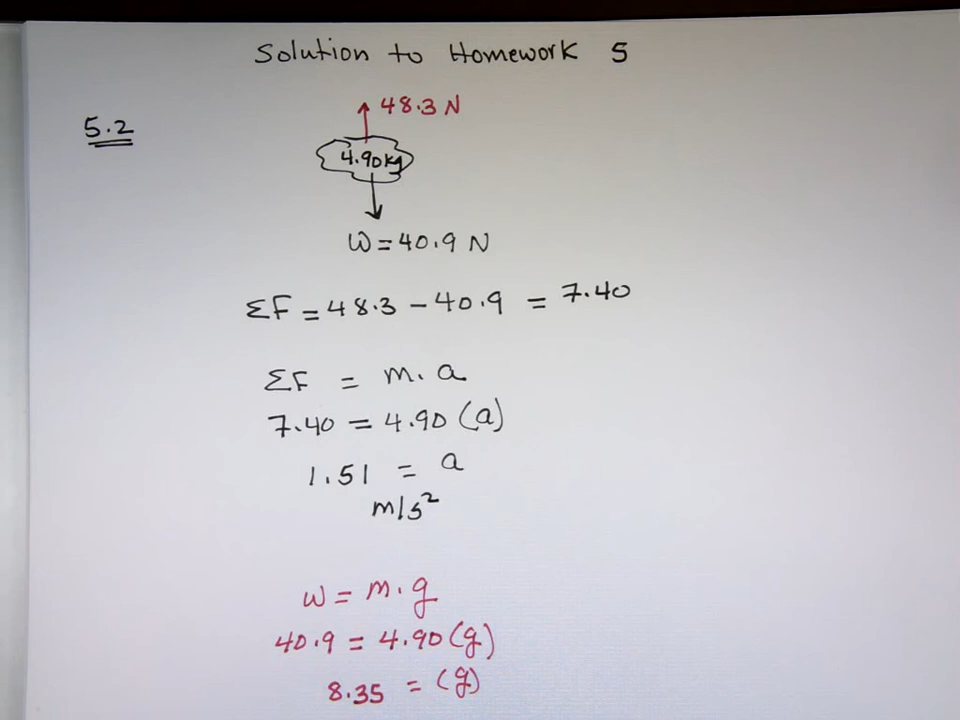 Solution to Homework 5
5.2
48.3 N
4.90kg
W = 40.9 N
ΣF = 48.3 - 40.9 = 7.40
ΣF = m. a
7.40 = 4.90 (a)
1.51 = a
m/s²
W = m. g
40.9 = 4.90 (g)
8.35 = (g)